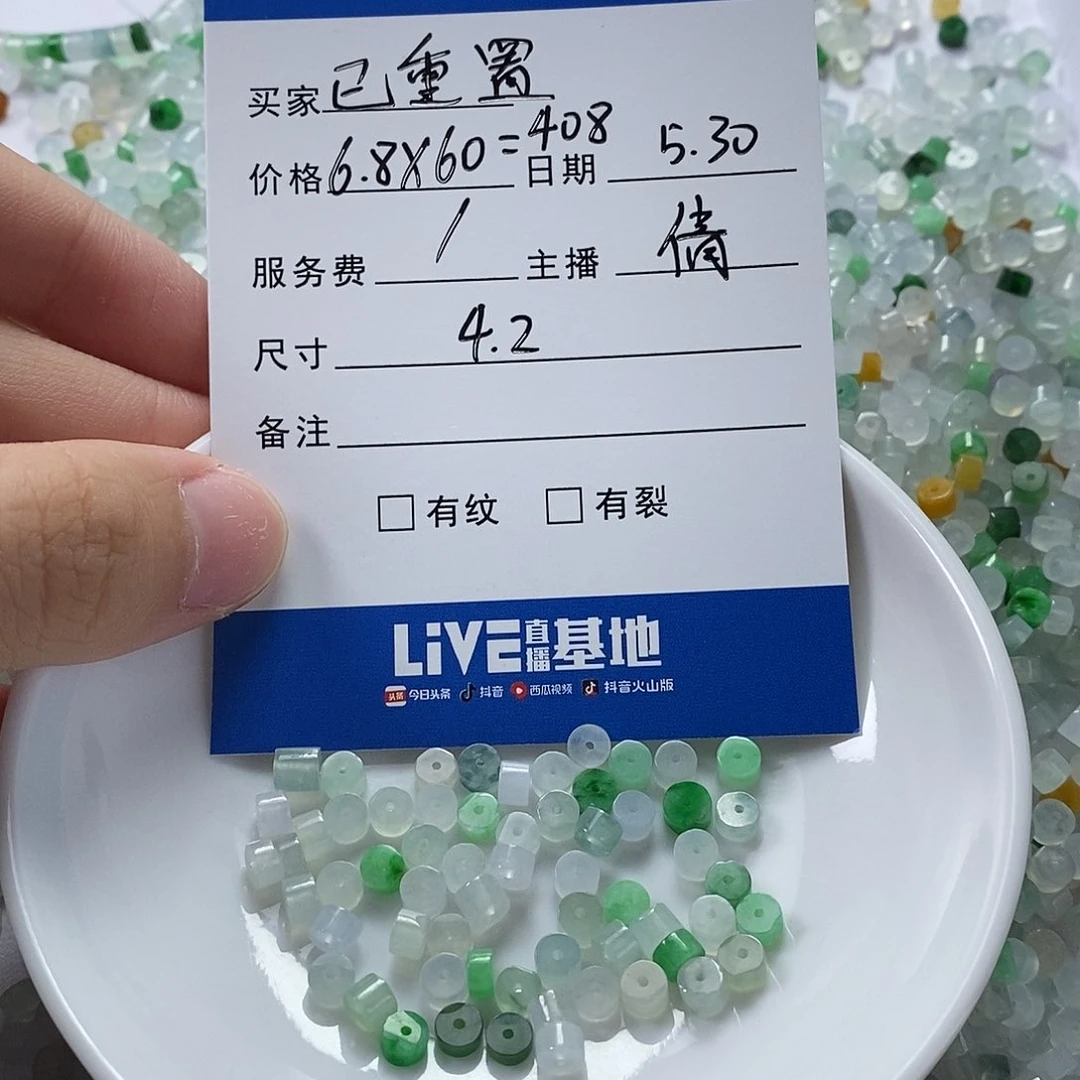 买家 已重置
价格 6.8X60=408 日期 5.30
服务费 / 主播 倩
尺寸 4.2
备注
有纹 有裂
LiVE直播基地
头条 今日头条 抖音 西瓜视频 抖音火山版